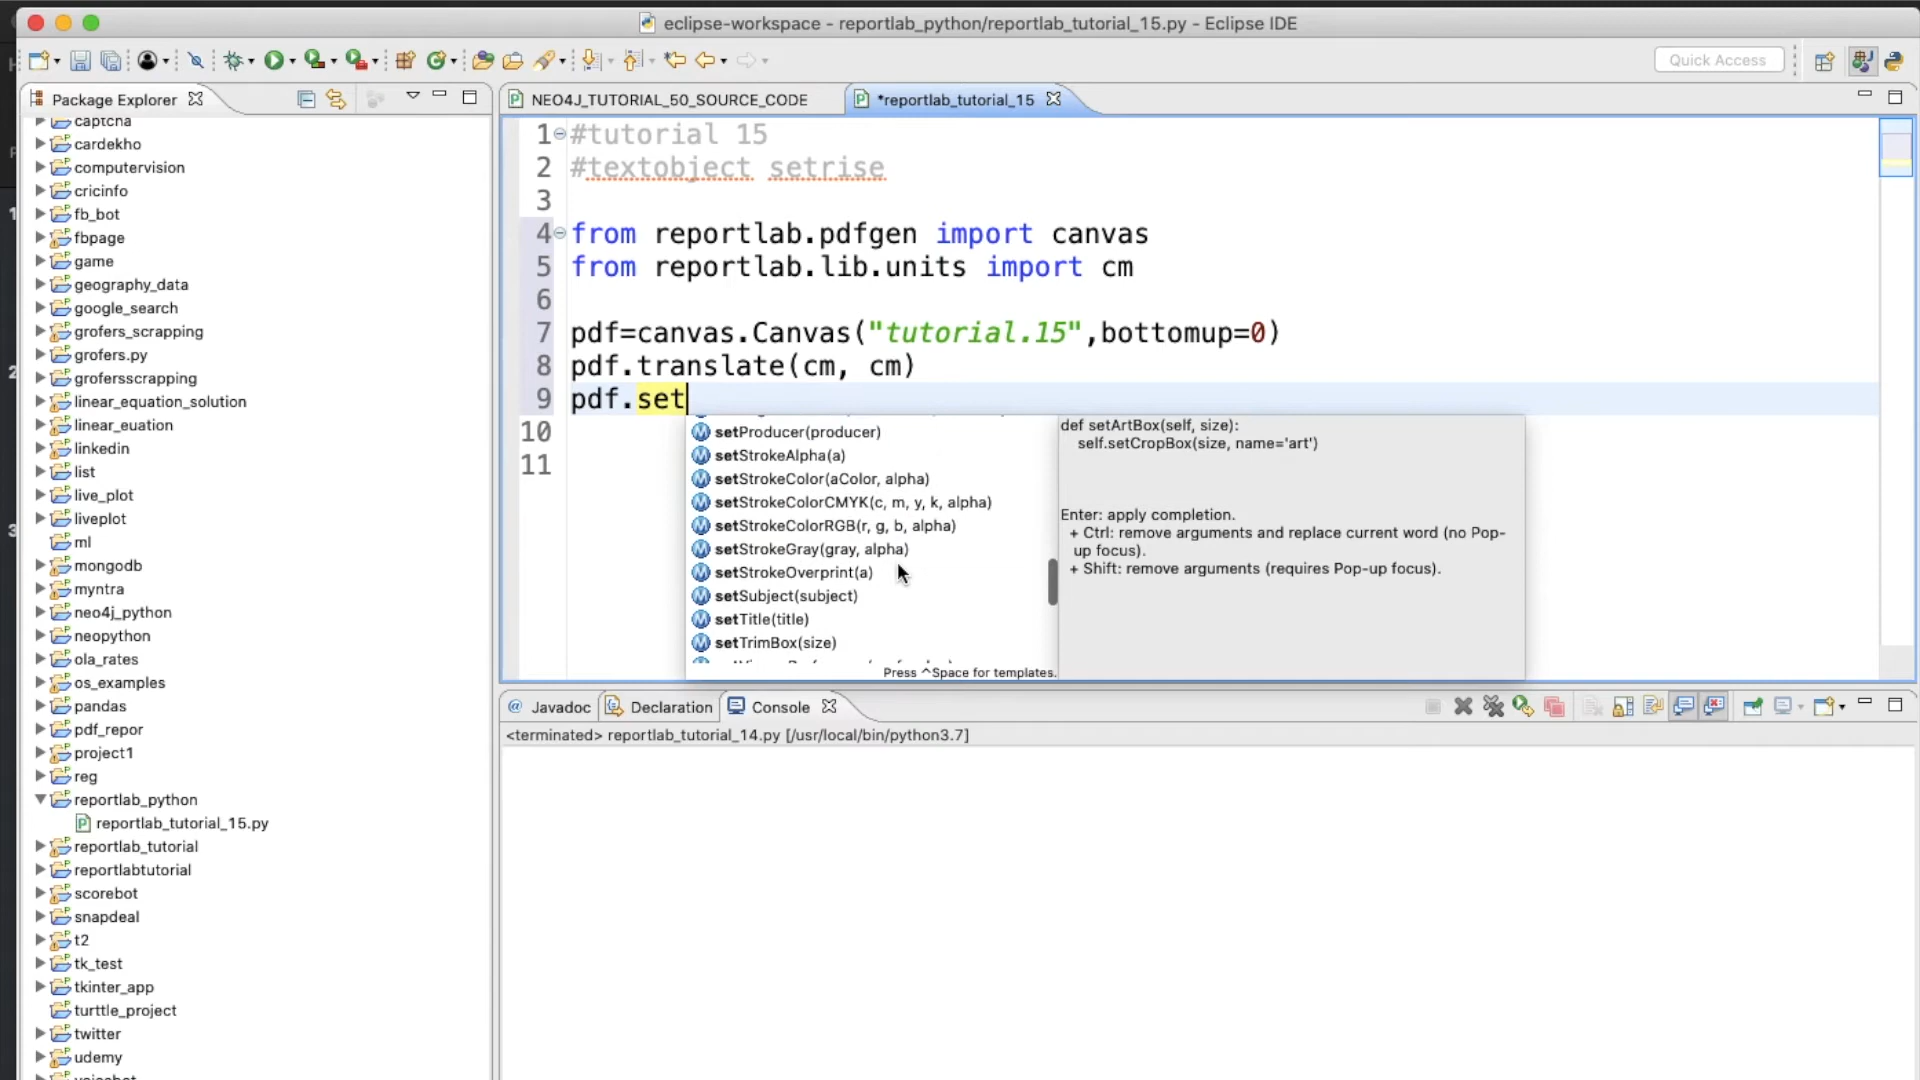 eclipse-workspace - reportlab_python/reportlab_tutorial_15.py - Eclipse IDE
Quick Access
Package Explorer
captcha
cardekho
computervision
cricinfo
fb_bot
fbpage
game
geography_data
google_search
grofers_scrapping
grofers.py
grofersscrapping
linear_equation_solution
linear_euation
linkedin
list
live_plot
liveplot
ml
mongodb
myntra
neo4j_python
neopython
ola_rates
os_examples
pandas
pdf_repor
project1
reg
reportlab_python
reportlab_tutorial_15.py
reportlab_tutorial
reportlabtutorial
scorebot
snapdeal
t2
tk_test
tkinter_app
turttle_project
twitter
udemy
NEO4J_TUTORIAL_50_SOURCE_CODE
*reportlab_tutorial_15
1 #tutorial 15
2 #textobject setrise
3
4 from reportlab.pdfgen import canvas
5 from reportlab.lib.units import cm
6
7 pdf=canvas.Canvas("tutorial.15",bottomup=0)
8 pdf.translate(cm, cm)
9 pdf.set
10
11
setProducer(producer)
setStrokeAlpha(a)
setStrokeColor(aColor, alpha)
setStrokeColorCMYK(c, m, y, k, alpha)
setStrokeColorRGB(r, g, b, alpha)
setStrokeGray(gray, alpha)
setStrokeOverprint(a)
setSubject(subject)
setTitle(title)
setTrimBox(size)
Press ^Space for templates.
def setArtBox(self, size):
self.setCropBox(size, name='art')
Enter: apply completion.
+ Ctrl: remove arguments and replace current word (no Pop-
up focus).
+ Shift: remove arguments (requires Pop-up focus).
@ Javadoc
Declaration
Console
<terminated> reportlab_tutorial_14.py [/usr/local/bin/python3.7]